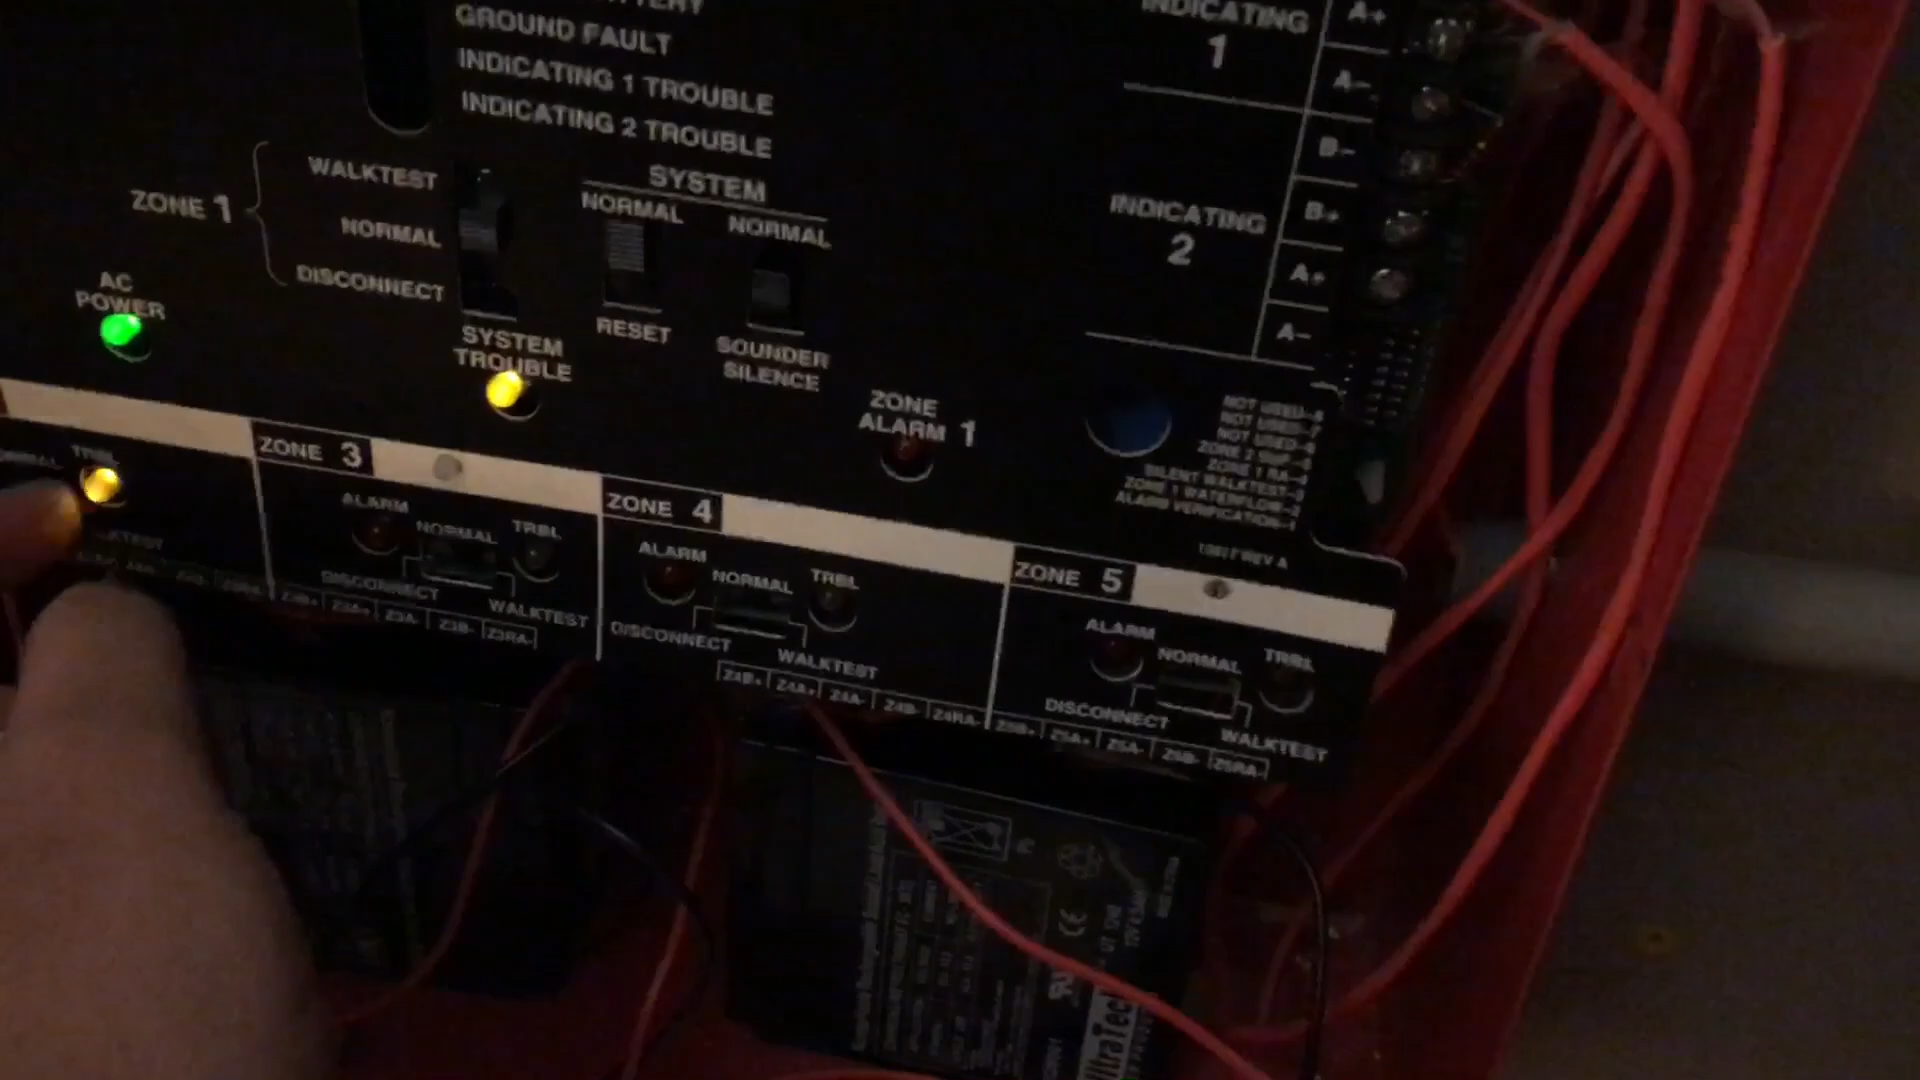 GROUND FAULT
INDICATING 1 TROUBLE
INDICATING 2 TROUBLE
INDICATING
1
A+
A-
B-
B+
A+
A-
INDICATING
2
ZONE 1
WALKTEST
NORMAL
DISCONNECT
SYSTEM
NORMAL
NORMAL
RESET
SOUNDER
SILENCE
AC
POWER
SYSTEM
TROUBLE
ZONE
ALARM 1
NOT USED
NOT USED
NOT USED
SILENT WALKTEST-3
ZONE 1 WATERFLOW-2
ALARM VERIFICATION-1
TRBL
ZONE 3
ALARM
NORMAL
TRBL
DISCONNECT
WALKTEST
Z3B+
Z3A+
Z3A-
Z3B-
Z3RA-
ZONE 4
ALARM
NORMAL
TRBL
DISCONNECT
WALKTEST
Z4B+
Z4A+
Z4A-
Z4B-
Z4RA-
ZONE 5
ALARM
NORMAL
TRBL
DISCONNECT
WALKTEST
Z5B+
Z5A+
Z5A-
Z5B-
Z5RA-
CE
Pb
UltraTech